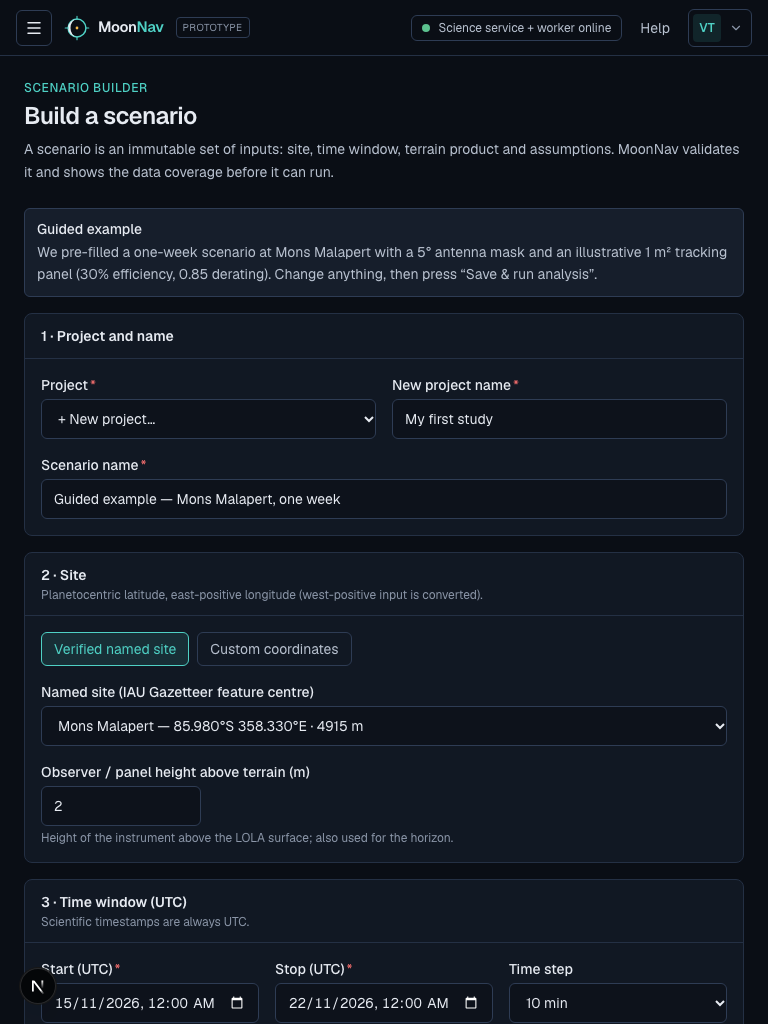 MoonNav
PROTOTYPE
Science service + worker online
Help
VT
SCENARIO BUILDER
Build a scenario
A scenario is an immutable set of inputs: site, time window, terrain product and assumptions. MoonNav validates
it and shows the data coverage before it can run.
Guided example
We pre-filled a one-week scenario at Mons Malapert with a 5° antenna mask and an illustrative 1 m² tracking
panel (30% efficiency, 0.85 derating). Change anything, then press “Save & run analysis”.
1 · Project and name
Project *
New project name *
+ New project…
My first study
Scenario name *
Guided example — Mons Malapert, one week
2 · Site
Planetocentric latitude, east-positive longitude (west-positive input is converted).
Verified named site
Custom coordinates
Named site (IAU Gazetteer feature centre)
Mons Malapert — 85.980°S 358.330°E · 4915 m
Observer / panel height above terrain (m)
2
Height of the instrument above the LOLA surface; also used for the horizon.
3 · Time window (UTC)
Scientific timestamps are always UTC.
Start (UTC) *
Stop (UTC) *
Time step
N
15/11/2026, 12:00 AM
22/11/2026, 12:00 AM
10 min